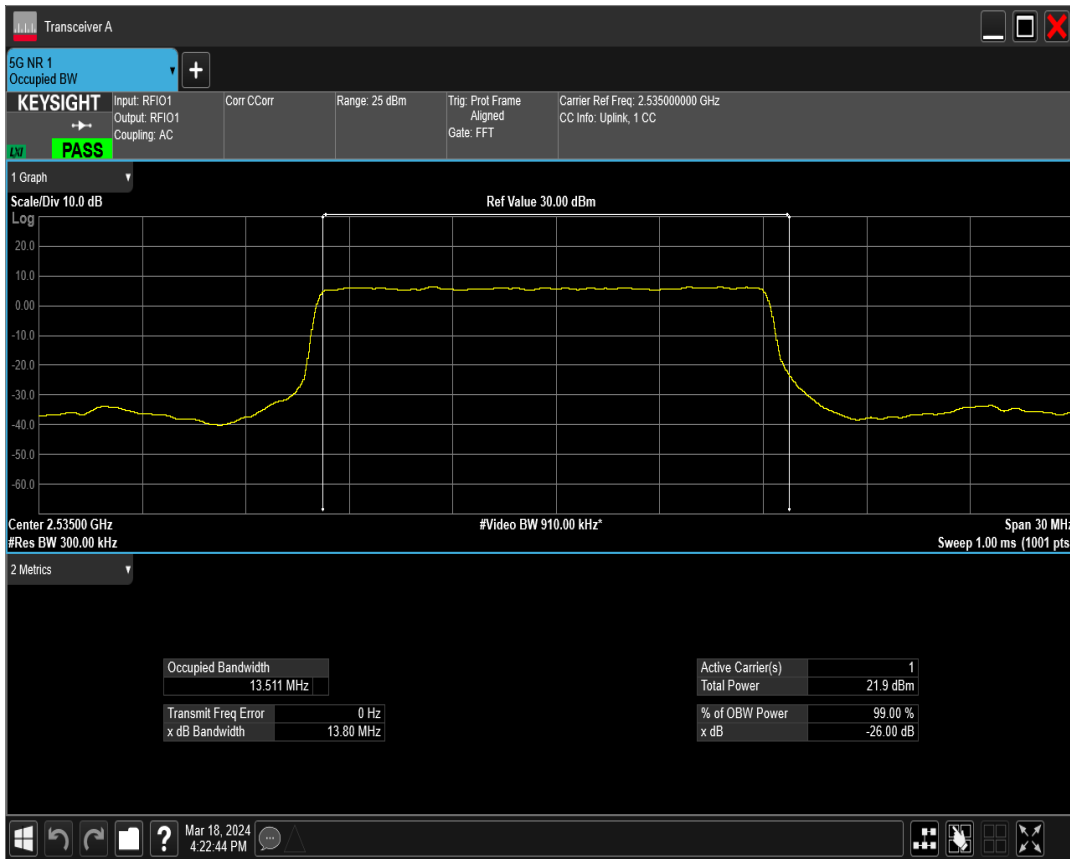 Transceiver A
5G NR 1
Occupied BW
KEYSIGHT
LXI
PASS
Input: RFIO1
Output: RFIO1
Coupling: AC
Corr CCorr
Range: 25 dBm
Trig: Prot Frame
Aligned
Gate: FFT
Carrier Ref Freq: 2.535000000 GHz
CC Info: Uplink, 1 CC
1 Graph
Scale/Div 10.0 dB
Ref Value 30.00 dBm
Log
20.0
10.0
0.00
-10.0
-20.0
-30.0
-40.0
-50.0
-60.0
Center 2.53500 GHz
#Video BW 910.00 kHz*
Span 30 MHz
#Res BW 300.00 kHz
Sweep 1.00 ms (1001 pts
2 Metrics
Occupied Bandwidth
13.511 MHz
Transmit Freq Error 0 Hz
x dB Bandwidth 13.80 MHz
Active Carrier(s) 1
Total Power 21.9 dBm
% of OBW Power 99.00 %
x dB -26.00 dB
Mar 18, 2024
4:22:44 PM